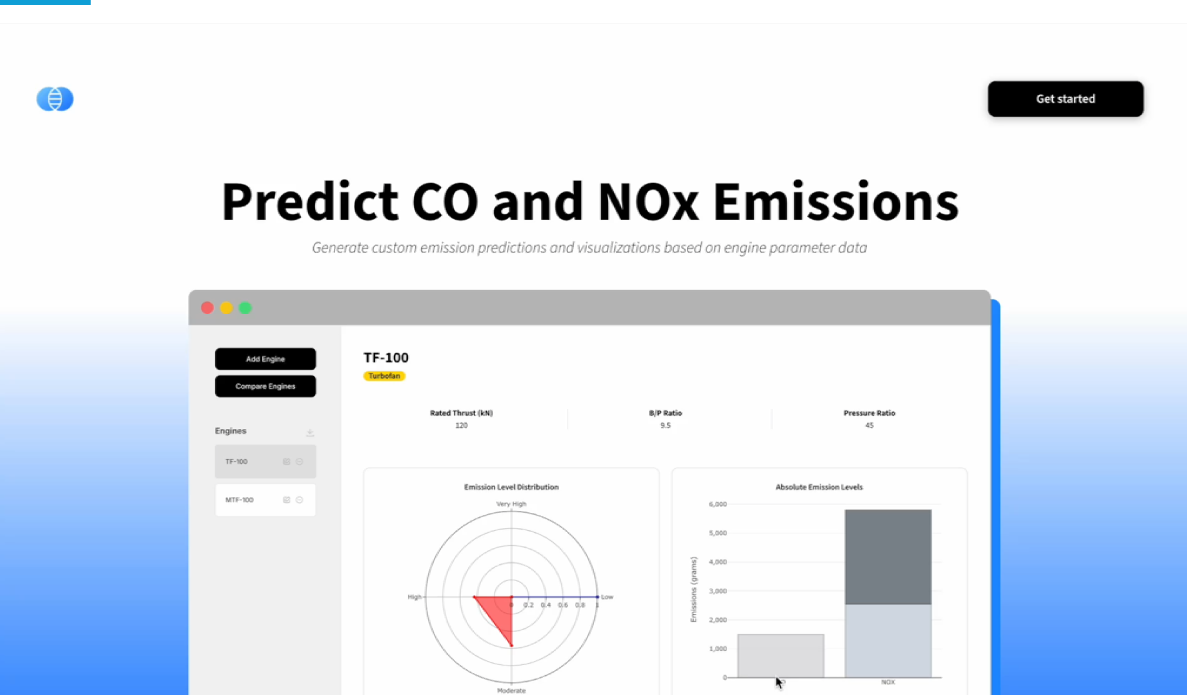 Get started
Predict CO and NOx Emissions
Generate custom emission predictions and visualizations based on engine parameter data
Add Engine
Compare Engines
Engines
TF-100
MTF-100
TF-100
Turbofan
Rated Thrust (kN)
120
B/P Ratio
9.5
Pressure Ratio
45
Emission Level Distribution
Very High
High
0 0.2 0.4 0.6 0.8 1
Low
Moderate
Absolute Emission Levels
6,000
5,000
4,000
3,000
2,000
1,000
0
Emissions (grams)
NOX